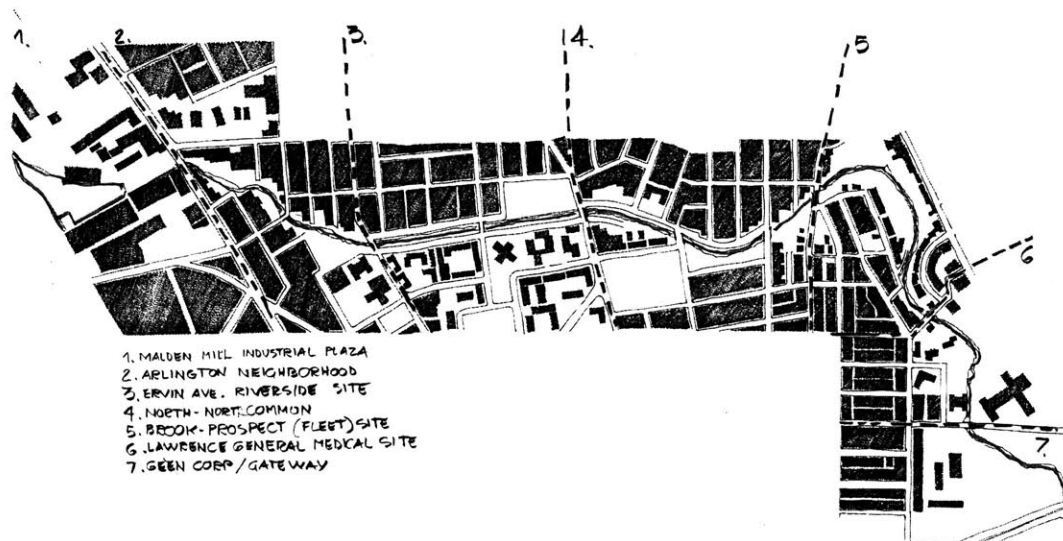 1.
2.
3.
4.
5
6
7.
1. MALDEN MILL INDUSTRIAL PLAZA
2. ARLINGTON NEIGHBORHOOD
3. ERVIN AVE. RIVERSIDE SITE
4. NORTH-NORT COMMON
5. BROOK-PROSPECT (FLEET) SITE
6. LAWRENCE GENERAL MEDICAL SITE
7. GEEN CORP/GATEWAY